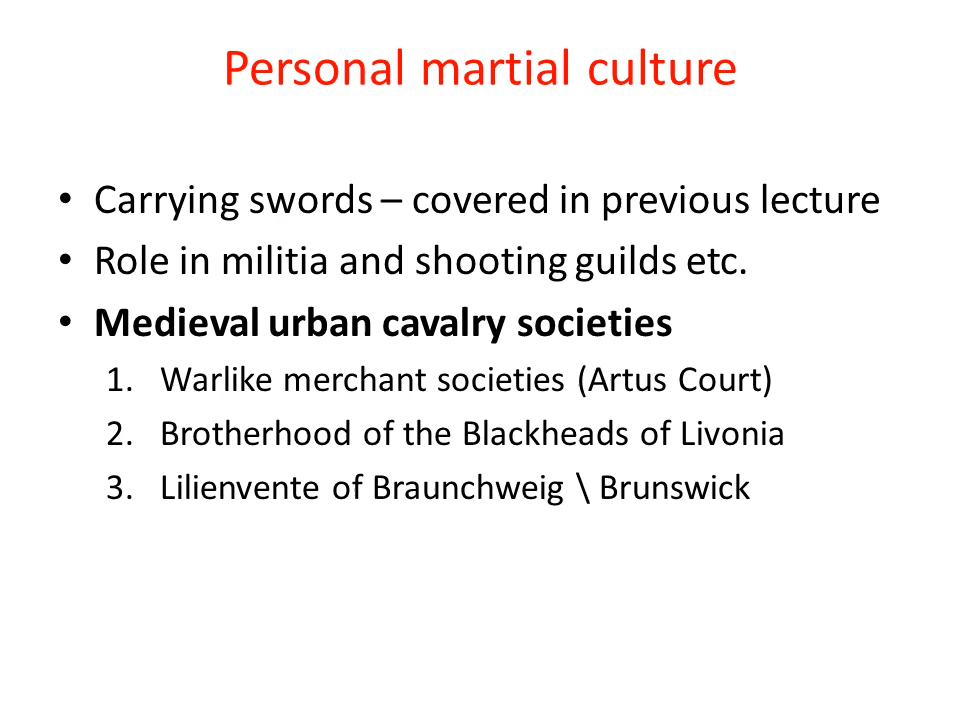 Personal martial culture
• Carrying swords – covered in previous lecture
• Role in militia and shooting guilds etc.
• Medieval urban cavalry societies
1. Warlike merchant societies (Artus Court)
2. Brotherhood of the Blackheads of Livonia
3. Lilienvente of Braunchweig \ Brunswick